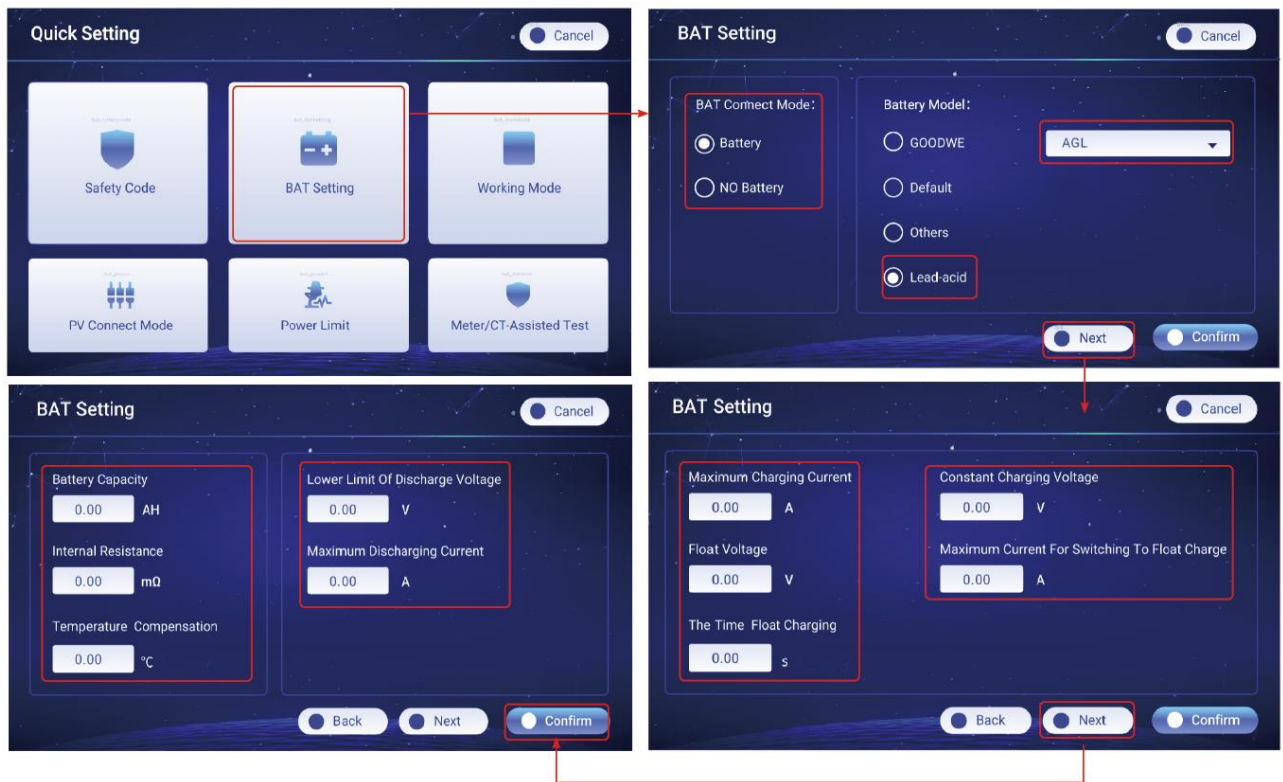 Quick Setting
Cancel
Safety Code
BAT Setting
Working Mode
PV Connect Mode
Power Limit
Meter/CT-Assisted Test
BAT Setting
Cancel
BAT Connect Mode:
Battery
NO Battery
Battery Model:
GOODWE
AGL
Default
Others
Lead-acid
Next
Confirm
BAT Setting
Cancel
Battery Capacity
0.00 AH
Internal Resistance
0.00 mΩ
Temperature Compensation
0.00 °C
Lower Limit Of Discharge Voltage
0.00 V
Maximum Discharging Current
0.00 A
Back
Next
Confirm
BAT Setting
Cancel
Maximum Charging Current
0.00 A
Float Voltage
0.00 V
The Time Float Charging
0.00 s
Constant Charging Voltage
0.00 V
Maximum Current For Switching To Float Charge
0.00 A
Back
Next
Confirm